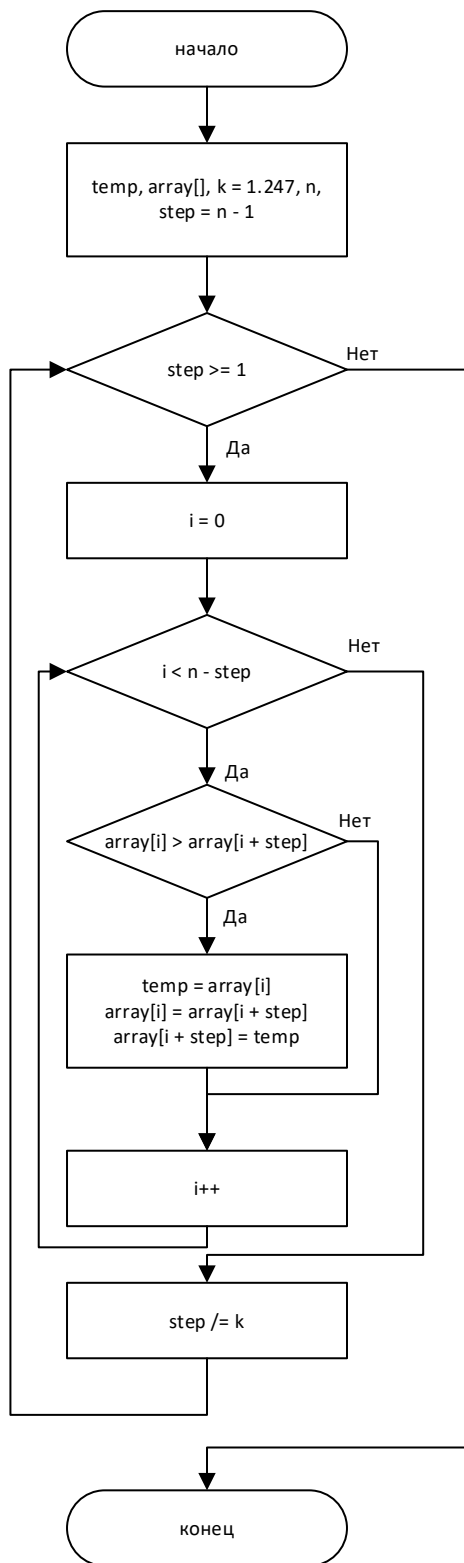 начало
temp, array[], k = 1.247, n,
step = n - 1
step >= 1
Нет
Да
i = 0
i < n - step
Нет
Да
array[i] > array[i + step]
Нет
Да
temp = array[i]
array[i] = array[i + step]
array[i + step] = temp
i++
step /= k
конец